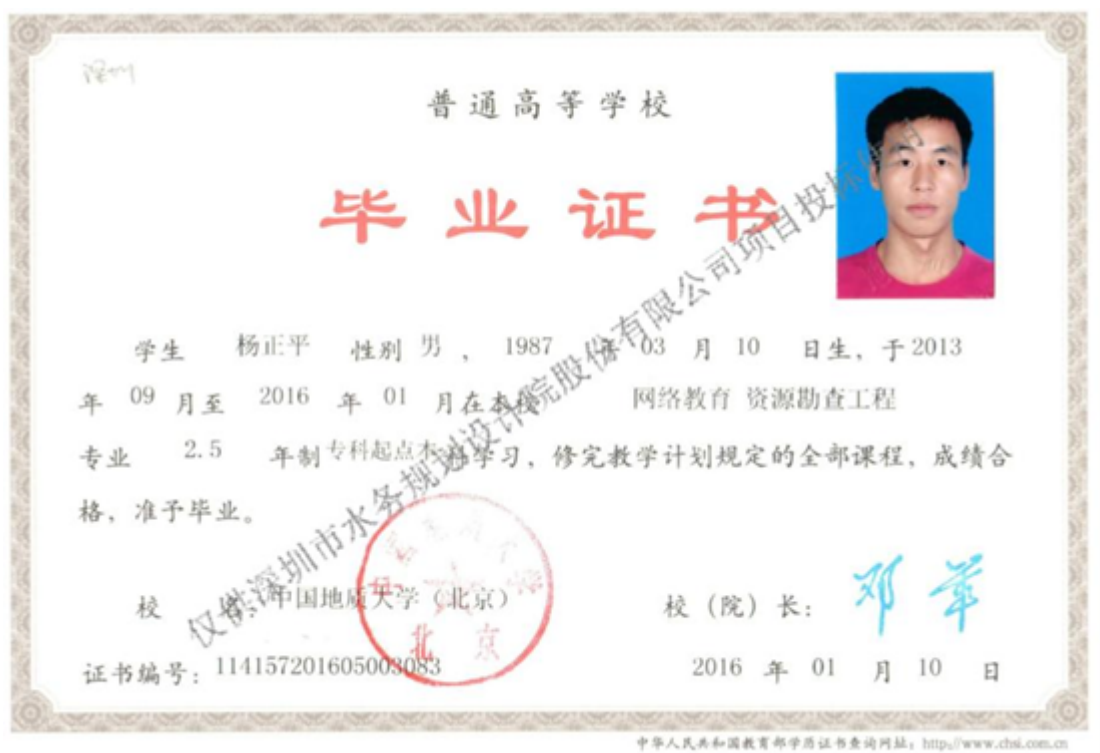 深圳
普通高等学校
毕业证书
学生 杨正平 性别 男 ， 1987 年 03 月 10 日生，于2013
年 09 月至 2016 年 01 月在本校 网络教育 资源勘查工程
专业 2.5 年制 专科起点本科学习，修完教学计划规定的全部课程，成绩合
格，准予毕业。
校 名：中国地质大学（北京）
校（院）长：
证书编号：114157201605003083
2016 年 01 月 10 日
中华人民共和国教育部学历证书查询网址：http://www.chsi.com.cn
仅供深圳市水务规划设计院股份有限公司项目投标使用
北京